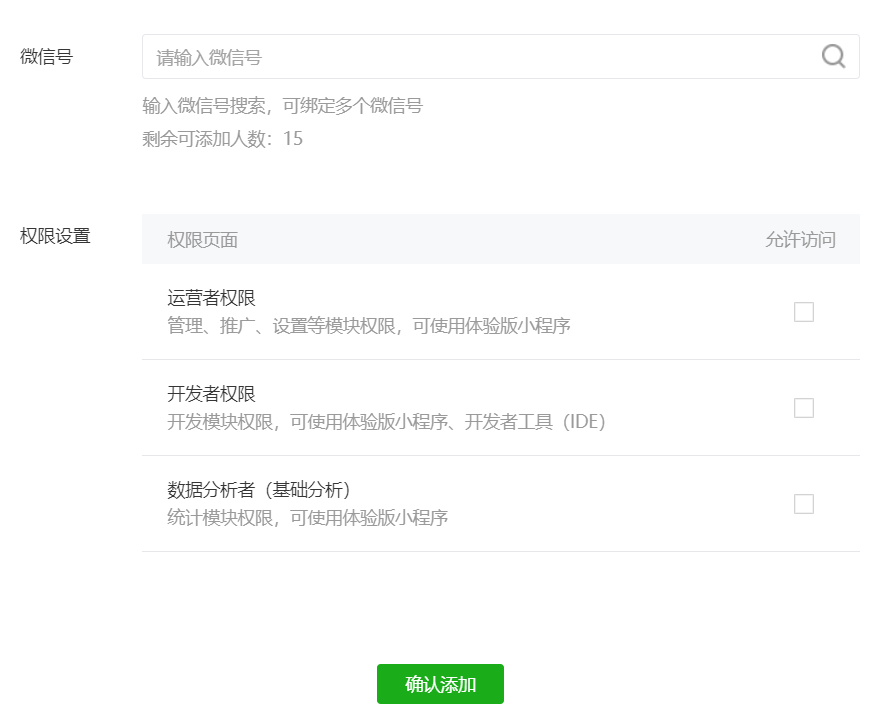 微信号
请输入微信号
输入微信号搜索，可绑定多个微信号
剩余可添加人数：15
权限设置
权限页面 允许访问
运营者权限
管理、推广、设置等模块权限，可使用体验版小程序
开发者权限
开发模块权限，可使用体验版小程序、开发者工具（IDE）
数据分析者（基础分析）
统计模块权限，可使用体验版小程序
确认添加